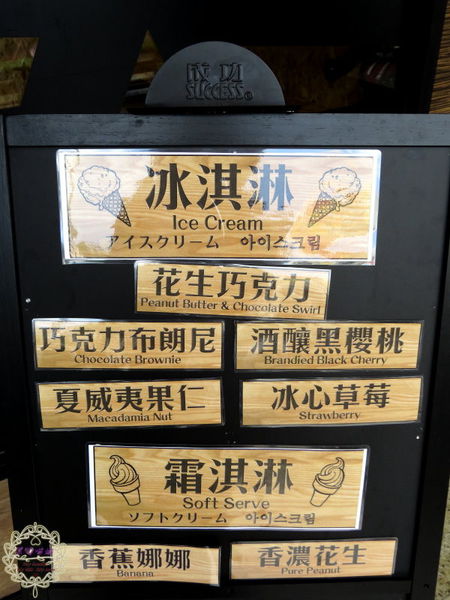 SUCCESS
冰淇淋
Ice Cream
アイスクリーム 아이스크림
花生巧克力
Peanut Butter & Chocolate Swirl
巧克力布朗尼
Chocolate Brownie
酒釀黑櫻桃
Brandied Black Cherry
夏威夷果仁
Macadamia Nut
冰心草莓
Strawberry
霜淇淋
Soft Serve
ソフトクリーム 아이스크림
香蕉娜娜
Banana
香濃花生
Pure Peanut